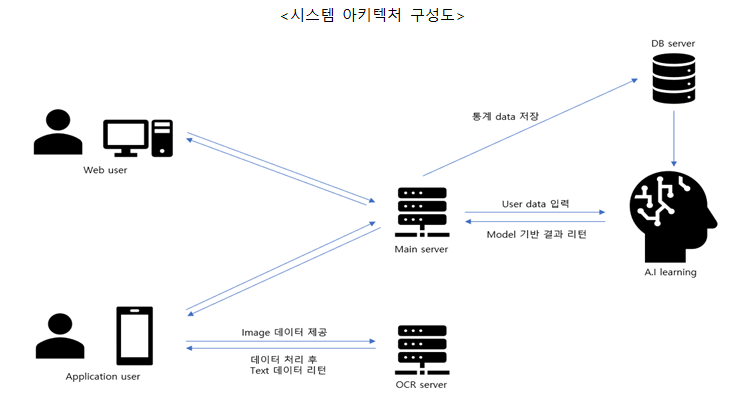 <시스템 아키텍처 구성도>
DB server
통계 data 저장
Web user
User data 입력
Main server
Model 기반 결과 리턴
A.I learning
Image 데이터 제공
데이터 처리 후
Text 데이터 리턴
Application user
OCR server